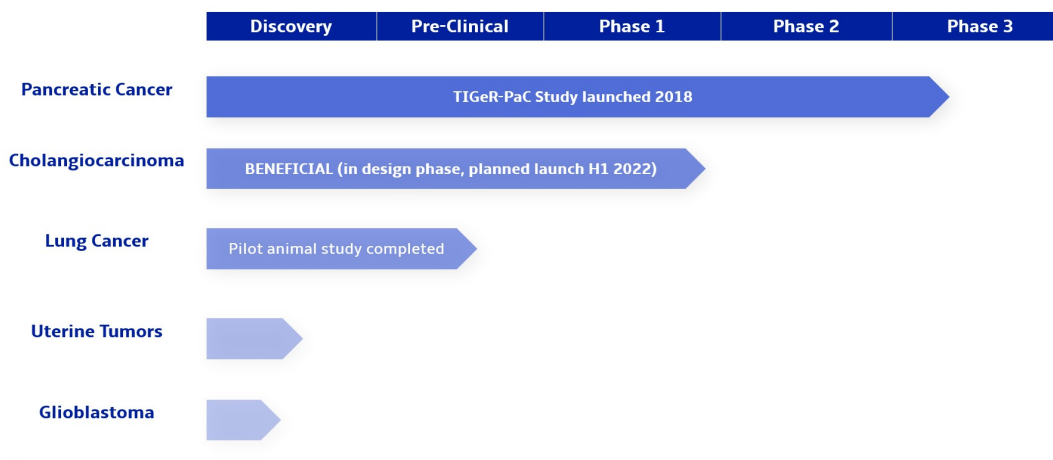 Discovery Pre-Clinical Phase 1 Phase 2 Phase 3
Pancreatic Cancer
TIGeR-PaC Study launched 2018
Cholangiocarcinoma
BENEFICIAL (in design phase, planned launch H1 2022)
Lung Cancer
Pilot animal study completed
Uterine Tumors
Glioblastoma